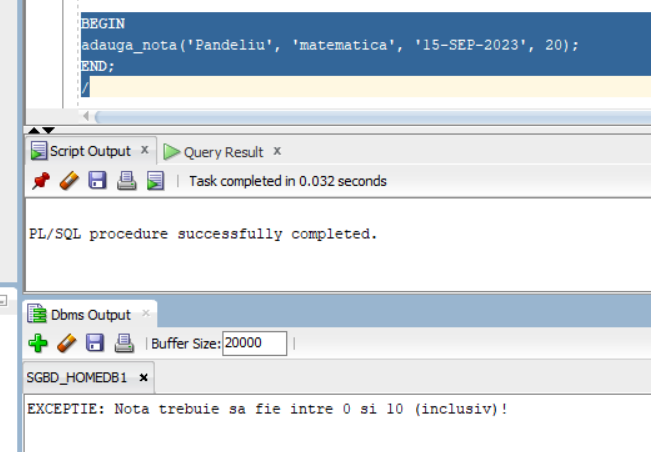 BEGIN
adauga_nota('Pandeliu', 'matematica', '15-SEP-2023', 20);
END;
/
Script Output x Query Result x
Task completed in 0.032 seconds
PL/SQL procedure successfully completed.
Dbms Output x
Buffer Size: 20000
SGBD_HOMEDB1 x
EXCEPTIE: Nota trebuie sa fie intre 0 si 10 (inclusiv)!